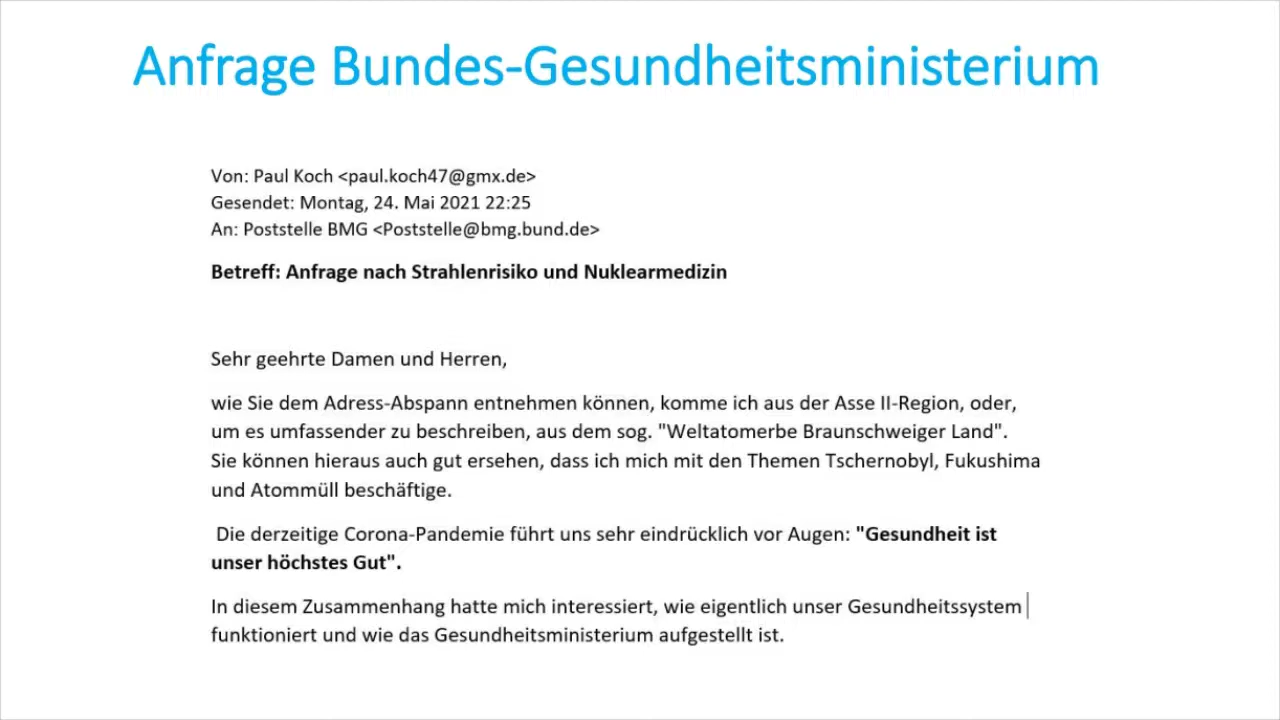 Anfrage Bundes-Gesundheitsministerium
Von: Paul Koch <paul.koch47@gmx.de>
Gesendet: Montag, 24. Mai 2021 22:25
An: Poststelle BMG <Poststelle@bmg.bund.de>
Betreff: Anfrage nach Strahlenrisiko und Nuklearmedizin
Sehr geehrte Damen und Herren,
wie Sie dem Adress-Abspann entnehmen können, komme ich aus der Asse II-Region, oder,
um es umfassender zu beschreiben, aus dem sog. "Weltatomerbe Braunschweiger Land".
Sie können hieraus auch gut ersehen, dass ich mich mit den Themen Tschernobyl, Fukushima
und Atommüll beschäftige.
Die derzeitige Corona-Pandemie führt uns sehr eindrücklich vor Augen: "Gesundheit ist
unser höchstes Gut".
In diesem Zusammenhang hatte mich interessiert, wie eigentlich unser Gesundheitssystem
funktioniert und wie das Gesundheitsministerium aufgestellt ist.